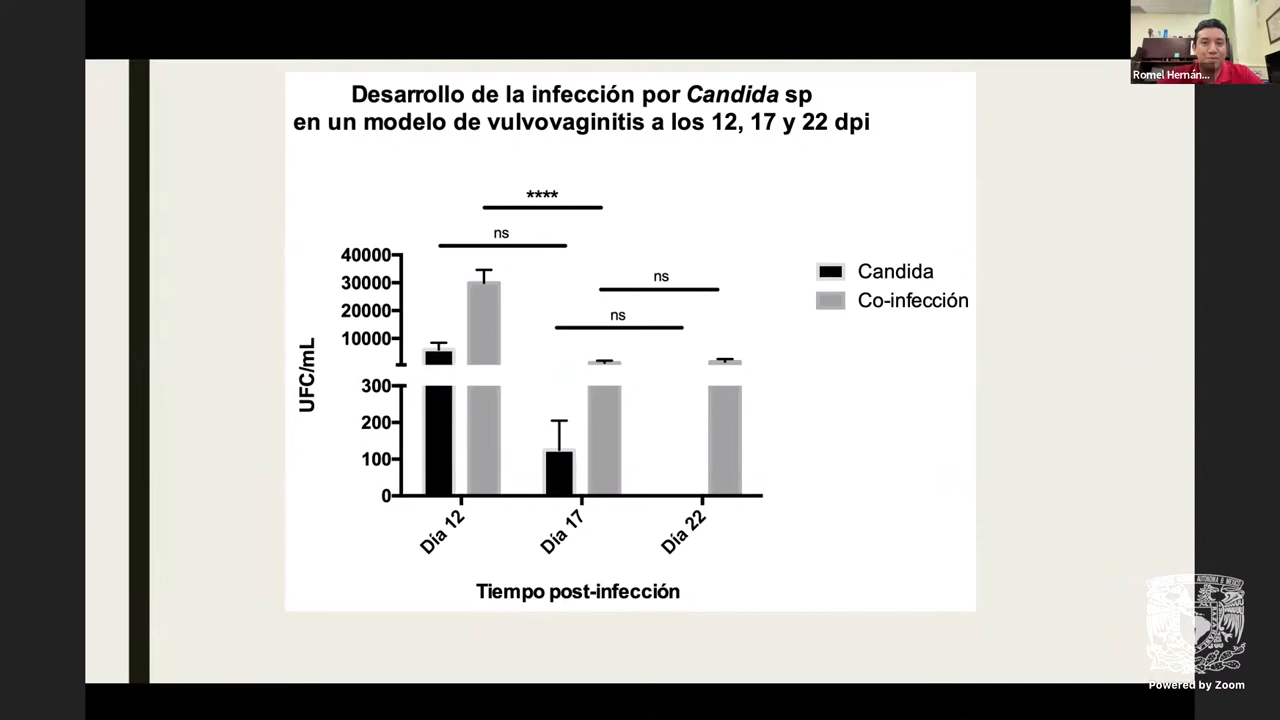 Romel Hernán...
Desarrollo de la infección por Candida sp
en un modelo de vulvovaginitis a los 12, 17 y 22 dpi
****
ns
ns
ns
40000
30000
20000
10000
300
200
100
0
UFC/mL
Candida
Co-infección
Día 12
Día 17
Día 22
Tiempo post-infección
Powered by Zoom